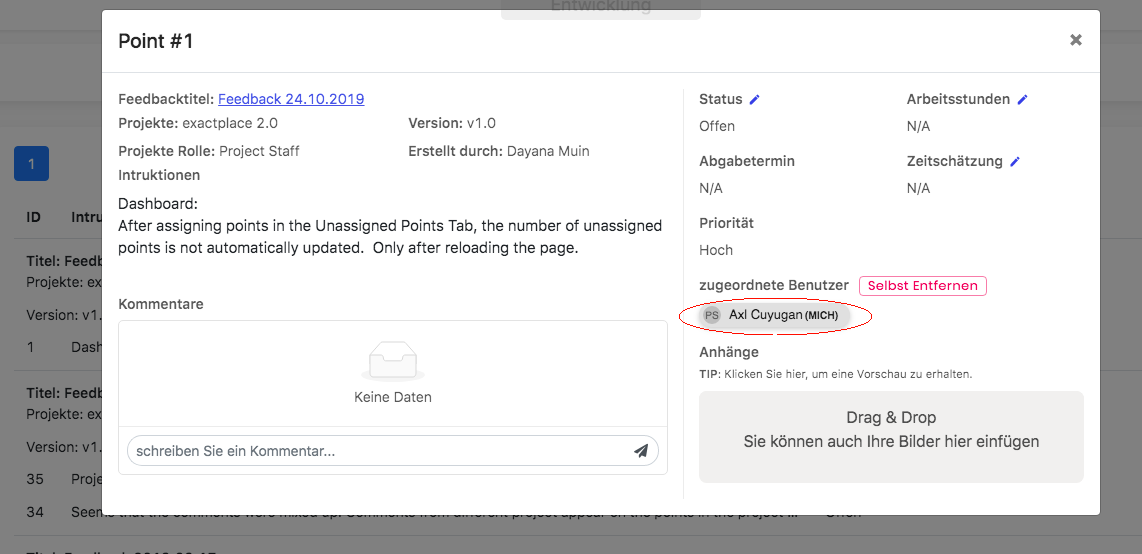 Entwicklung
Point #1
×
Feedbacktitel: Feedback 24.10.2019
Projekte: exactplace 2.0
Version: v1.0
Projekte Rolle: Project Staff
Erstellt durch: Dayana Muin
Intruktionen
Dashboard:
After assigning points in the Unassigned Points Tab, the number of unassigned
points is not automatically updated.  Only after reloading the page.
Kommentare
Keine Daten
schreiben Sie ein Kommentar...
Status
Arbeitsstunden
Offen
N/A
Abgabetermin
Zeitschätzung
N/A
N/A
Priorität
Hoch
zugeordnete Benutzer
Selbst Entfernen
PS Axl Cuyugan (MICH)
Anhänge
TIP: Klicken Sie hier, um eine Vorschau zu erhalten.
Drag & Drop
Sie können auch Ihre Bilder hier einfügen
1
ID Intru
Titel: Feedb
Projekte: exa
Version: v1.
1 Dash
Titel: Feedb
Projekte: exa
Version: v1.
35 Proje
34 Seems that the comments were mixed up. Comments from different project appear on the points in the project ... Offen